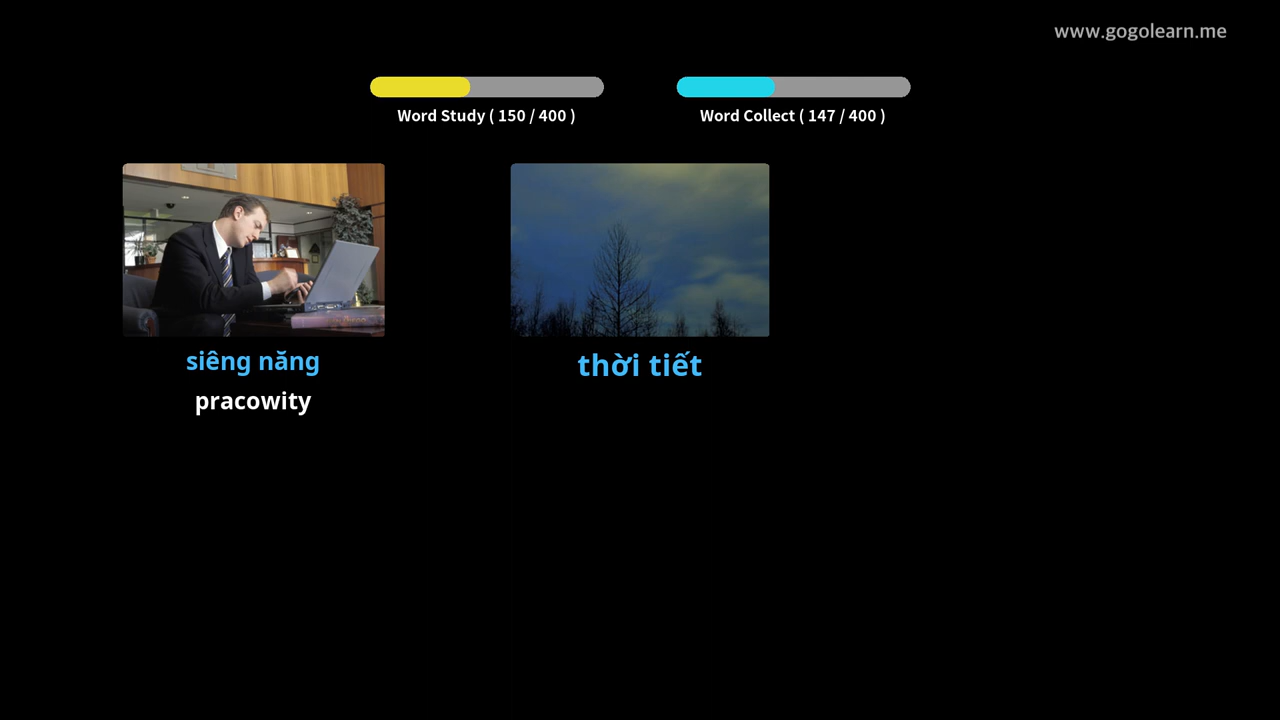 www.gogolearn.me
Word Study ( 150 / 400 )
Word Collect ( 147 / 400 )
siêng năng
pracowity
thời tiết